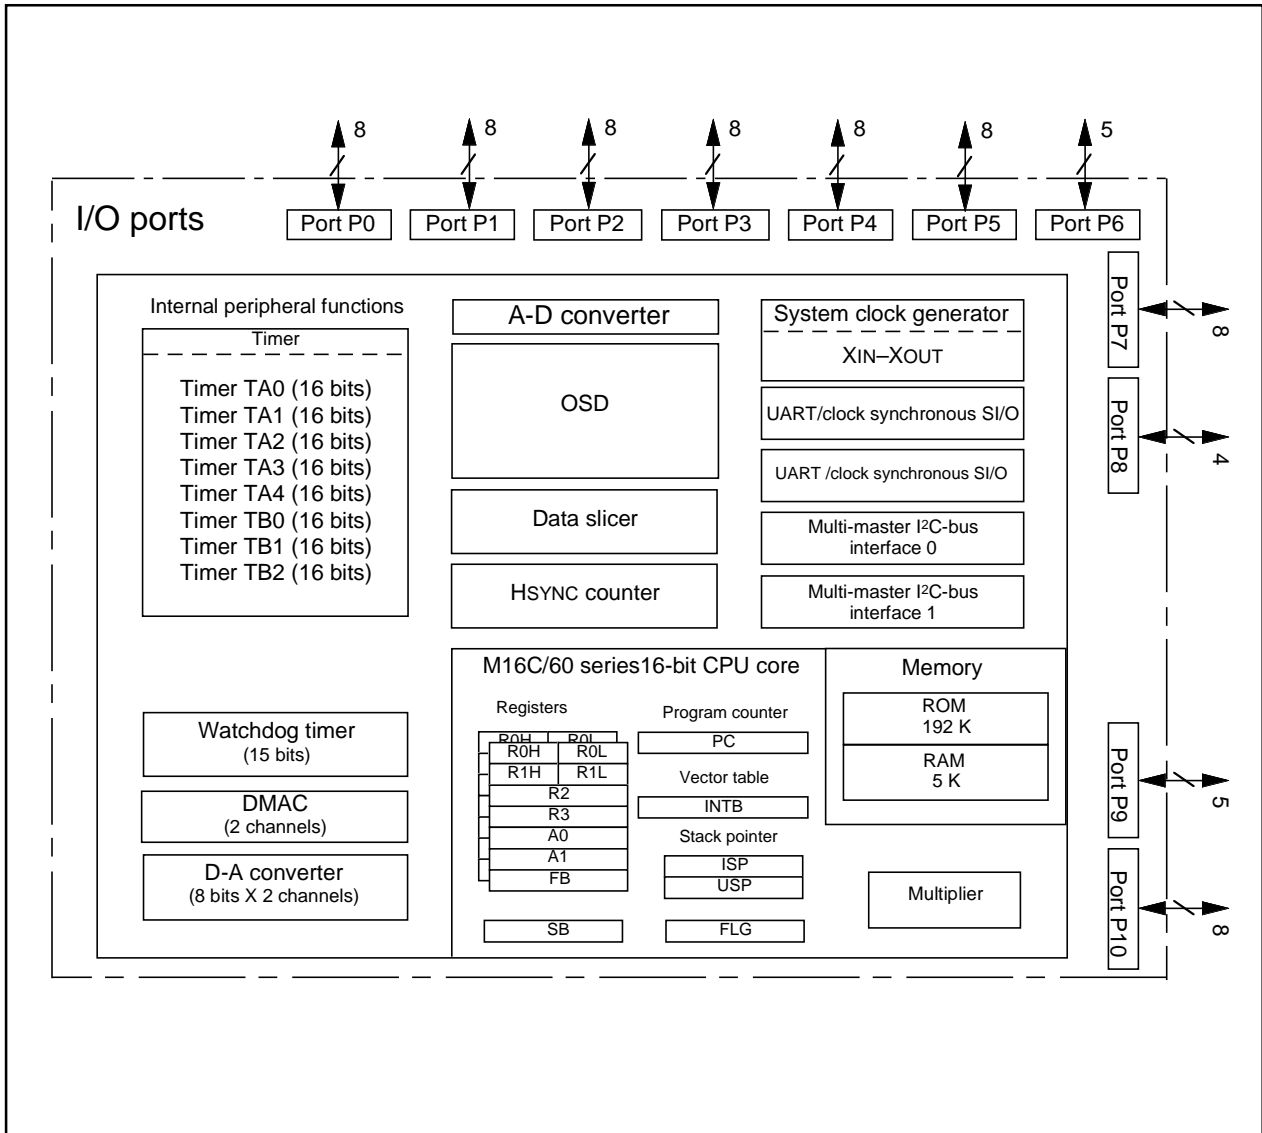 8 8 8 8 8 8 5
I/O ports
Port P0 Port P1 Port P2 Port P3 Port P4 Port P5 Port P6
Port P7
8
Port P8
4
Port P9
5
Port P10
8
Internal peripheral functions
Timer
Timer TA0 (16 bits)
Timer TA1 (16 bits)
Timer TA2 (16 bits)
Timer TA3 (16 bits)
Timer TA4 (16 bits)
Timer TB0 (16 bits)
Timer TB1 (16 bits)
Timer TB2 (16 bits)
Watchdog timer
(15 bits)
DMAC
(2 channels)
D-A converter
(8 bits X 2 channels)
A-D converter
OSD
Data slicer
HSYNC counter
System clock generator
XIN–XOUT
UART/clock synchronous SI/O
UART /clock synchronous SI/O
Multi-master I²C-bus
interface 0
Multi-master I²C-bus
interface 1
M16C/60 series16-bit CPU core
Registers
R0H R0L
R0H R0L
R1H R1L
R2
R3
A0
A1
FB
SB
Program counter
PC
Vector table
INTB
Stack pointer
ISP
USP
FLG
Memory
ROM
192 K
RAM
5 K
Multiplier